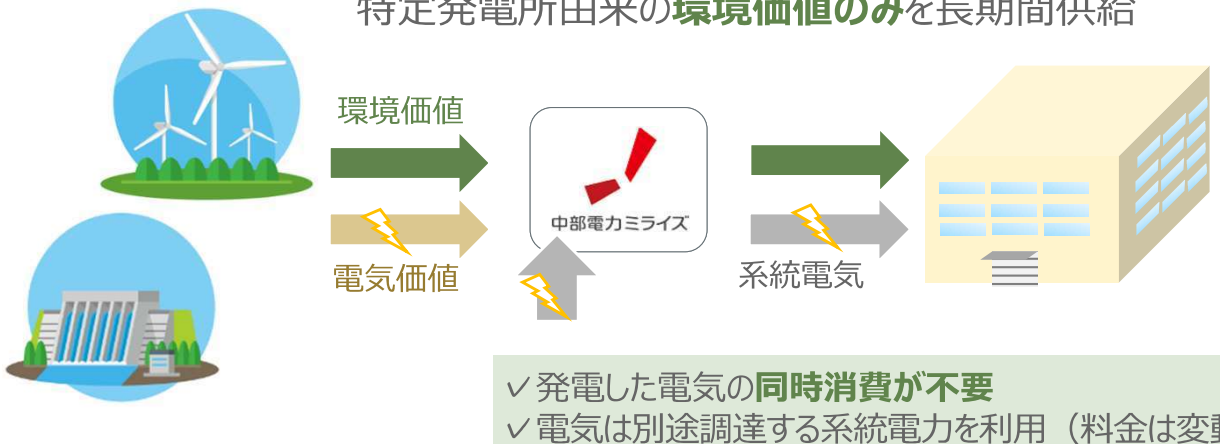 特定発電所由来の環境価値のみを長期間供給
環境価値
中部電力ミライズ
電気価値
系統電気
✓発電した電気の同時消費が不要
✓電気は別途調達する系統電力を利用（料金は変動